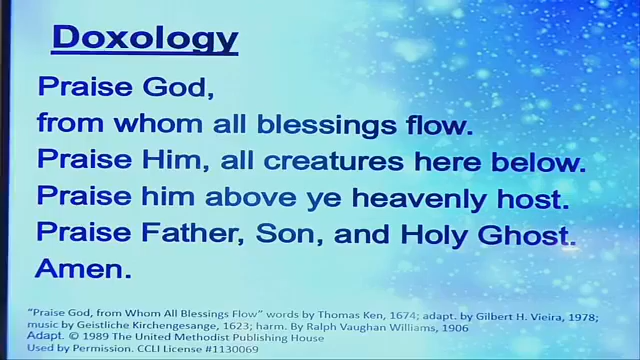 Doxology
Praise God,
from whom all blessings flow.
Praise Him, all creatures here below.
Praise him above ye heavenly host.
Praise Father, Son, and Holy Ghost.
Amen.
“Praise God, from Whom All Blessings Flow” words by Thomas Ken, 1674; adapt. by Gilbert H. Vieira, 1978;
music by Geistliche Kirchengesange, 1623; harm. By Ralph Vaughan Williams, 1906
Adapt. © 1989 The United Methodist Publishing House
Used by Permission. CCLI License #1130069